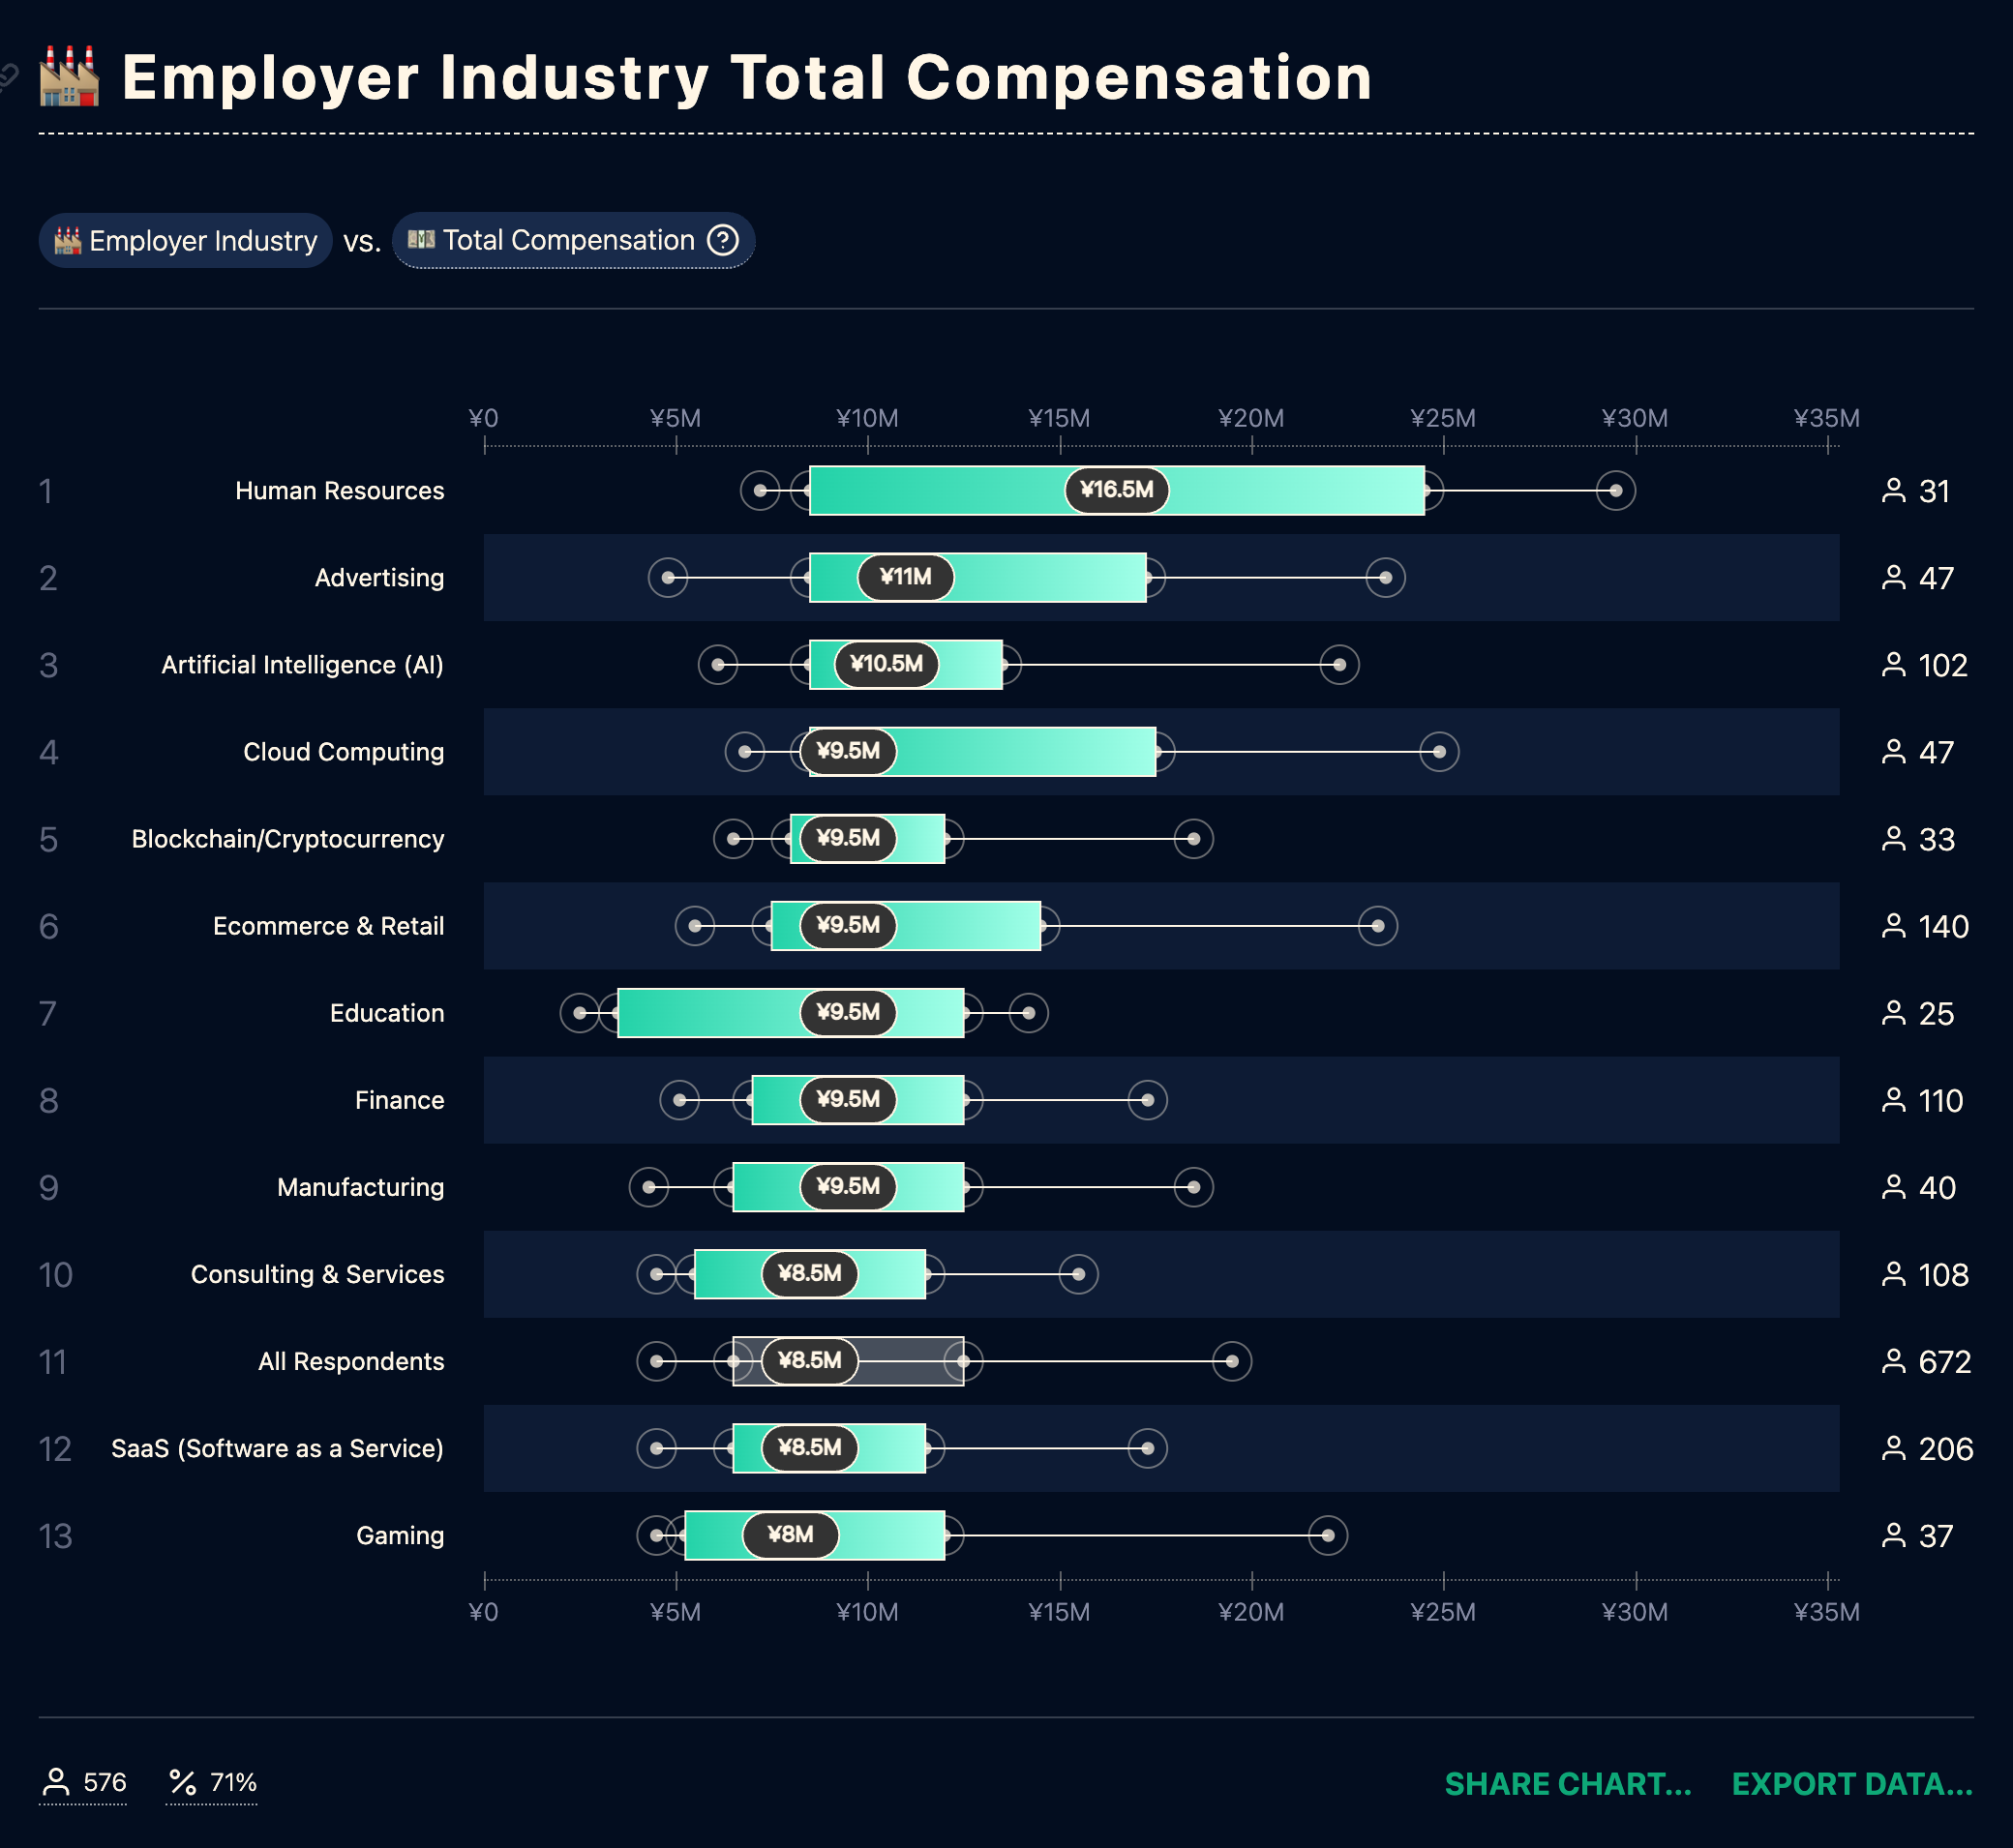 Employer Industry Total Compensation
Employer Industry vs. Total Compensation ?
¥0 ¥5M ¥10M ¥15M ¥20M ¥25M ¥30M ¥35M
1 Human Resources ¥16.5M 31
2 Advertising ¥11M 47
3 Artificial Intelligence (AI) ¥10.5M 102
4 Cloud Computing ¥9.5M 47
5 Blockchain/Cryptocurrency ¥9.5M 33
6 Ecommerce & Retail ¥9.5M 140
7 Education ¥9.5M 25
8 Finance ¥9.5M 110
9 Manufacturing ¥9.5M 40
10 Consulting & Services ¥8.5M 108
11 All Respondents ¥8.5M 672
12 SaaS (Software as a Service) ¥8.5M 206
13 Gaming ¥8M 37
¥0 ¥5M ¥10M ¥15M ¥20M ¥25M ¥30M ¥35M
576 % 71% SHARE CHART... EXPORT DATA...